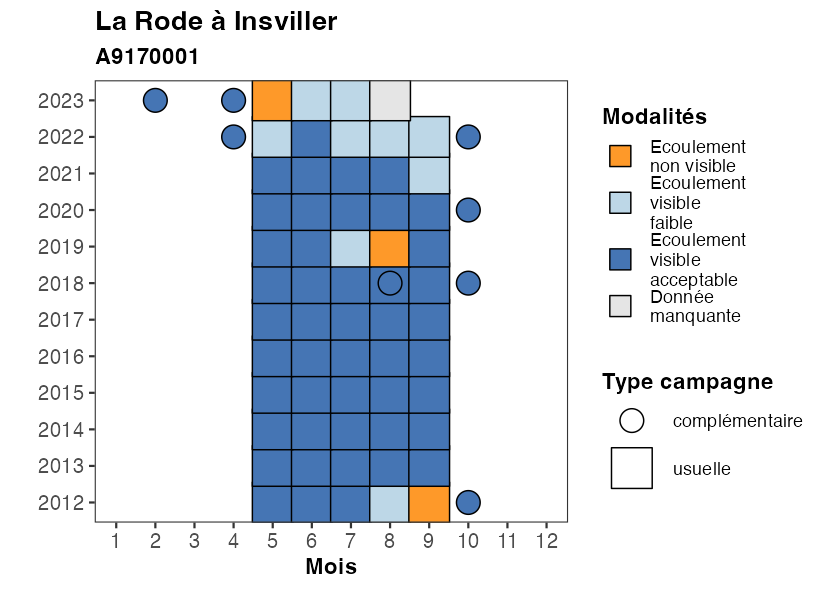 La Rode à Insviller
A9170001
2023
2022
2021
2020
2019
2018
2017
2016
2015
2014
2013
2012
1 2 3 4 5 6 7 8 9 10 11 12
Mois
Modalités
Ecoulement
non visible
Ecoulement
visible
faible
Ecoulement
visible
acceptable
Donnée
manquante
Type campagne
complémentaire
usuelle